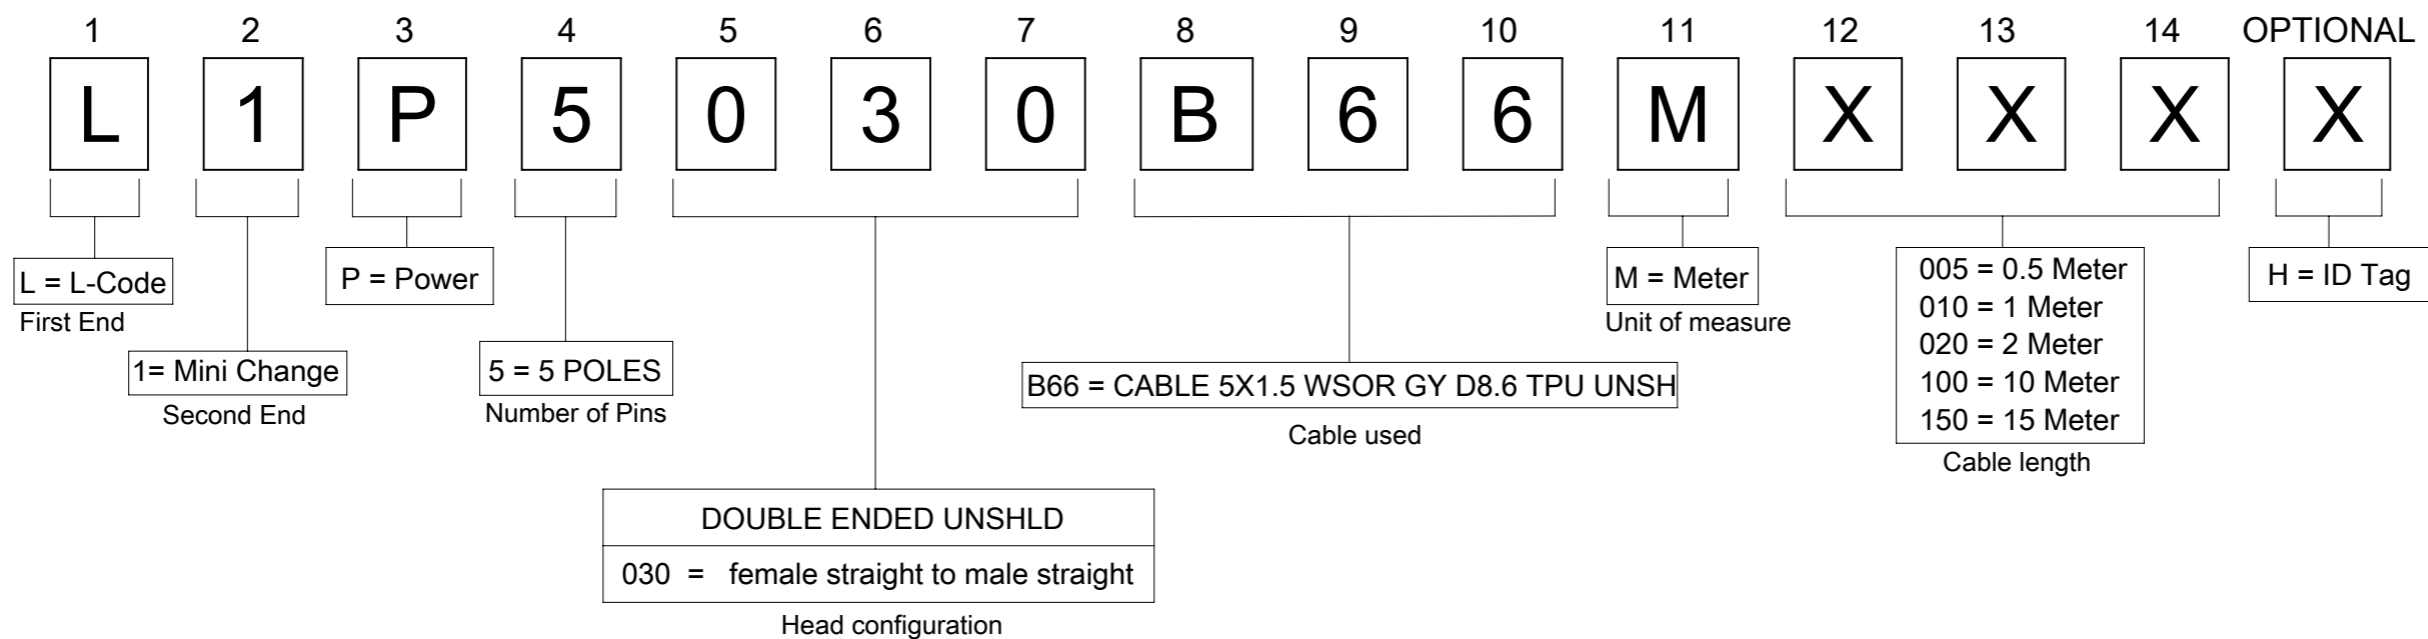 1 2 3 4 5 6 7 8 9 10 11 12 13 14 OPTIONAL
L 1 P 5 0 3 0 B 6 6 M X X X X
L = L-Code
First End
1= Mini Change
Second End
P = Power
5 = 5 POLES
Number of Pins
DOUBLE ENDED UNSHLD
030 = female straight to male straight
Head configuration
B66 = CABLE 5X1.5 WSOR GY D8.6 TPU UNSH
Cable used
M = Meter
Unit of measure
005 = 0.5 Meter
010 = 1 Meter
020 = 2 Meter
100 = 10 Meter
150 = 15 Meter
Cable length
H = ID Tag